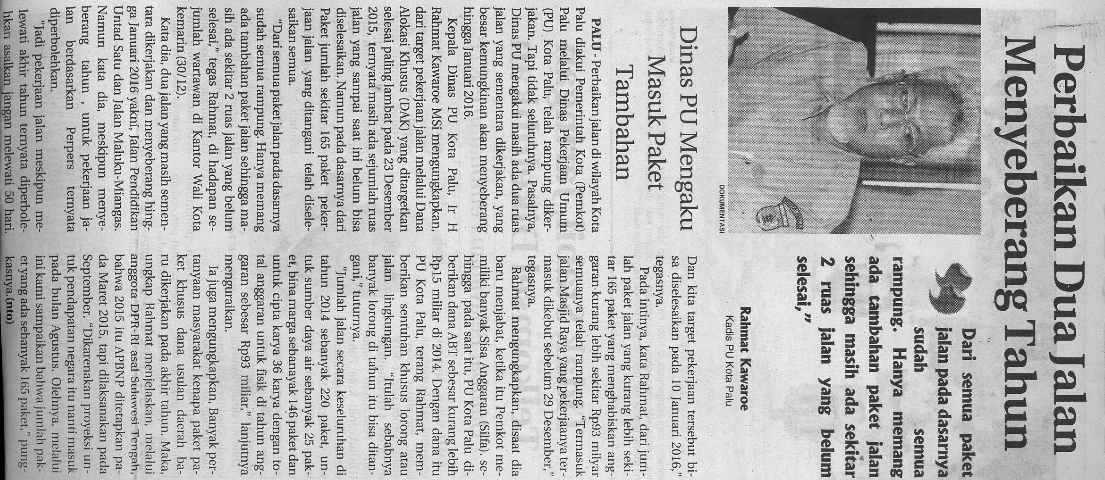 Perbaikan Dua Jalan
Menyeberang Tahun
DOKUMENTASI
Dari semua paket
jalan pada dasarnya
sudah semua
rampung. Hanya memang
ada tambahan paket jalan
sehingga masih ada sekitar
2 ruas jalan yang belum
selesai,”
Rahmat Kawaroe
Kadis PU Kota Palu
Dinas PU Mengaku
Masuk Paket
Tambahan
PALU - Perbaikan jalan di wilayah Kota
Palu diakui Pemerintah Kota (Pemkot)
Palu melalui Dinas Pekerjaan Umum
(PU) Kota Palu, telah rampung diker-
jakan. Tapi tidak seluruhnya. Pasalnya,
Dinas PU mengakui masih ada dua ruas
jalan yang sementara dikerjakan, yang
besar kemungkinan akan menyeberang
hingga Januari 2016.
Kepala Dinas PU Kota Palu, Ir H
Rahmat Kawaroe MSi mengungkapkan,
dari target pekerjaan jalan melalui Dana
Alokasi Khusus (DAK) yang ditargetkan
selesai paling lambat pada 23 Desember
2015, ternyata masih ada sejumlah ruas
jalan yang sampai saat ini belum bisa
diselesaikan. Namun pada dasarnya dari
Paket jumlah sekitar 165 paket peker-
jaan jalan yang ditangani telah disele-
saikan semua.
“Dari semua paket jalan pada dasarnya
sudah semua rampung. Hanya memang
ada tambahan paket jalan sehingga ma-
sih ada sekitar 2 ruas jalan yang belum
selesai,” tegas Rahmat, di hadapan se-
jumlah wartawan di Kantor Wali Kota
kemarin (30/12).
Kata dia, dua jalan yang masih semen-
tara dikerjakan dan menyeberang hing-
ga Januari 2016 yakni, Jalan Pendidikan
Untad Satu dan Jalan Maluku-Miangas.
Namun kata dia, meskipun menye-
berang tahun , untuk pekerjaan ja-
lan berdasarkan Perpers ternyata
diperbolehkan.
“Jadi pekerjaan jalan meskipun me-
lewati akhir tahun ternyata diperbole-
hkan asalkan jangan melewati 50 hari
Dan kita target pekerjaan tersebut bi-
sa diselesaikan pada 10 Januari 2016,”
tegasnya.
Pada intinya, kata Rahmat, dari jum-
lah paket jalan yang kurang lebih seki-
tar 165 paket yang menghabiskan ang-
garan kurang lebih sekitar Rp93 milyar
semuanya telah rampung. “Termasuk
jalan Masjid Raya yang pekerjaanya ter-
masuk dikebut sebelum 29 Desember,”
tegasnya.
Rahmat mengungkapkan, disaat dia
baru menjabat, ketika itu Pemkot me-
miliki banyak Sisa Anggaran (Silfa), se-
hingga pada saat itu PU Kota Palu di-
berikan dana ABT sebesar kurang lebih
Rp15 miliar di 2014. Dengan dana itu
PU Kota Palu, terang Rahmat, mem-
berikan sentuhan khusus lorong atau
jalan lingkungan. “Itulah sebabnya
banyak lorong di tahun itu bisa ditan-
gani,” tuturnya.
“Jumlah jalan secara keseluruhan di
tahun 2014 sebanyak 220 paket, un-
tuk sumber daya air sebanyak 25 pak-
et, bina marga sebanyak 146 paket dan
untuk cipta karya 36 karya dengan to-
tal anggaran untuk fisik di tahun ang-
garan sebesar Rp93 miliar,” lanjutnya
menguraikan.
Ia juga mengungkapkan, Banyak per-
tanyaan masyarakat kenapa paket pa-
ket khusus dana usulan daerah, ba-
ru dikerjakan pada akhir tahun. Maka,
ungkap Rahmat menjelaskan, melalui
anggota DPR-RI asal Sulawesi Tengah,
bahwa 2015 itu APBNP ditetapkan pa-
da Maret 2015, tapi dilaksanakan pada
September. “Dikarenakan proyeksi un-
tuk pendapatan negara itu nanti masuk
pada bulan Agustus. Olehnya, melalui
ini kami sampaikan bahwa jumlah pak-
et yang ada sebanyak 165 paket,” pung-
kasnya.(nto)